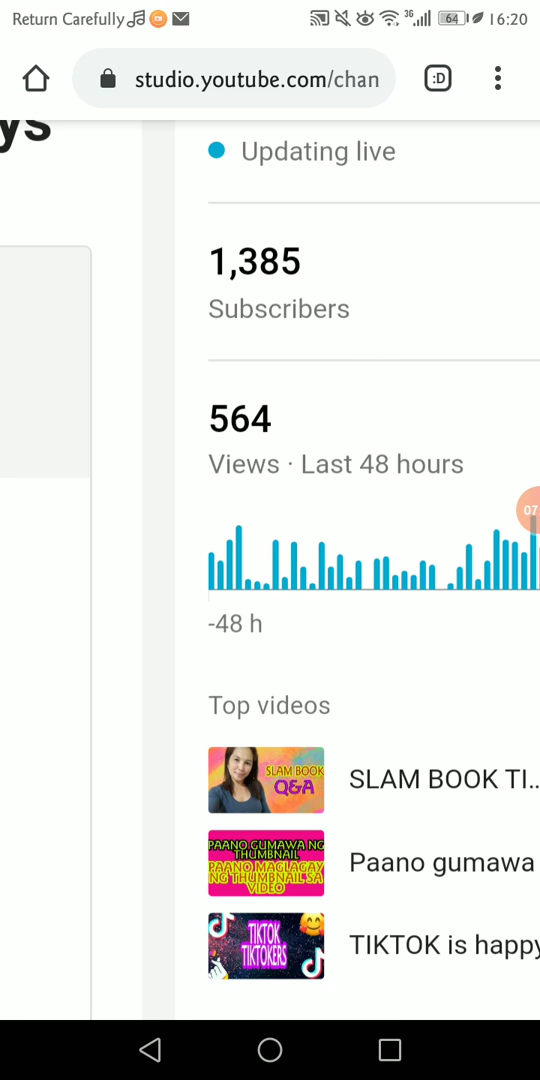 Return Carefully
3G
64
16:20
studio.youtube.com/chan
:D
ys
Updating live
1,385
Subscribers
564
Views · Last 48 hours
07
-48 h
Top videos
SLAM BOOK
Q&A
SLAM BOOK TI...
PAANO GUMAWA NG
THUMBNAIL
PAANO MAGLAGAY
NG THUMBNAIL SA
VIDEO
Paano gumawa
TIKTOK
TIKTOKERS
TIKTOK is happy